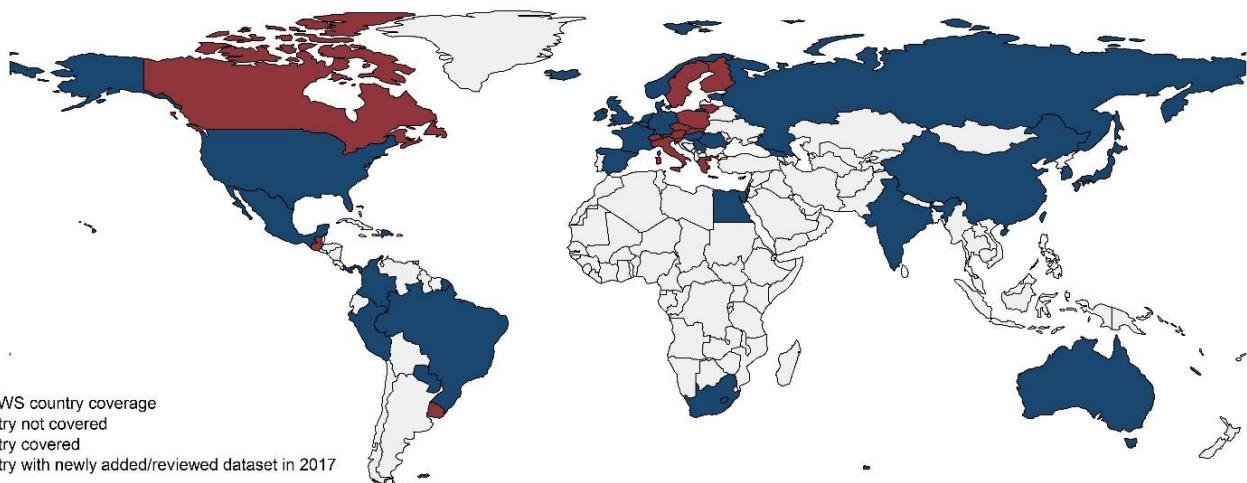 WS country coverage
try not covered
try covered
try with newly added/reviewed dataset in 2017